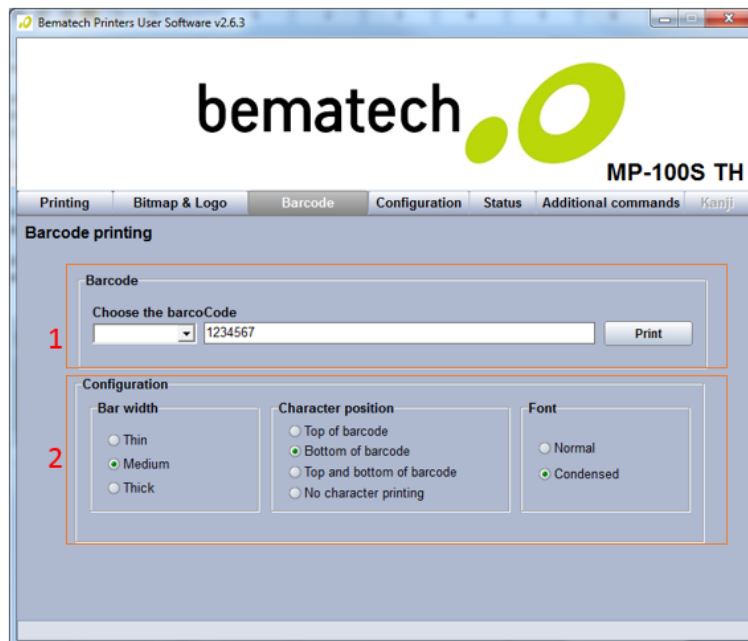 Bematech Printers User Software v2.6.3
bematech
MP-100S TH
Printing Bitmap & Logo Barcode Configuration Status Additional commands Kanji
Barcode printing
Barcode
Choose the barcoCode
1
1234567 Print
Configuration
Bar width Character position Font
Thin Top of barcode Normal
2
Medium Bottom of barcode Condensed
Thick Top and bottom of barcode
No character printing